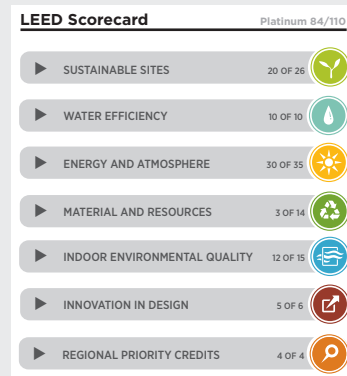 LEED Scorecard Platinum 84/110
SUSTAINABLE SITES 20 OF 26
WATER EFFICIENCY 10 OF 10
ENERGY AND ATMOSPHERE 30 OF 35
MATERIAL AND RESOURCES 3 OF 14
INDOOR ENVIRONMENTAL QUALITY 12 OF 15
INNOVATION IN DESIGN 5 OF 6
REGIONAL PRIORITY CREDITS 4 OF 4